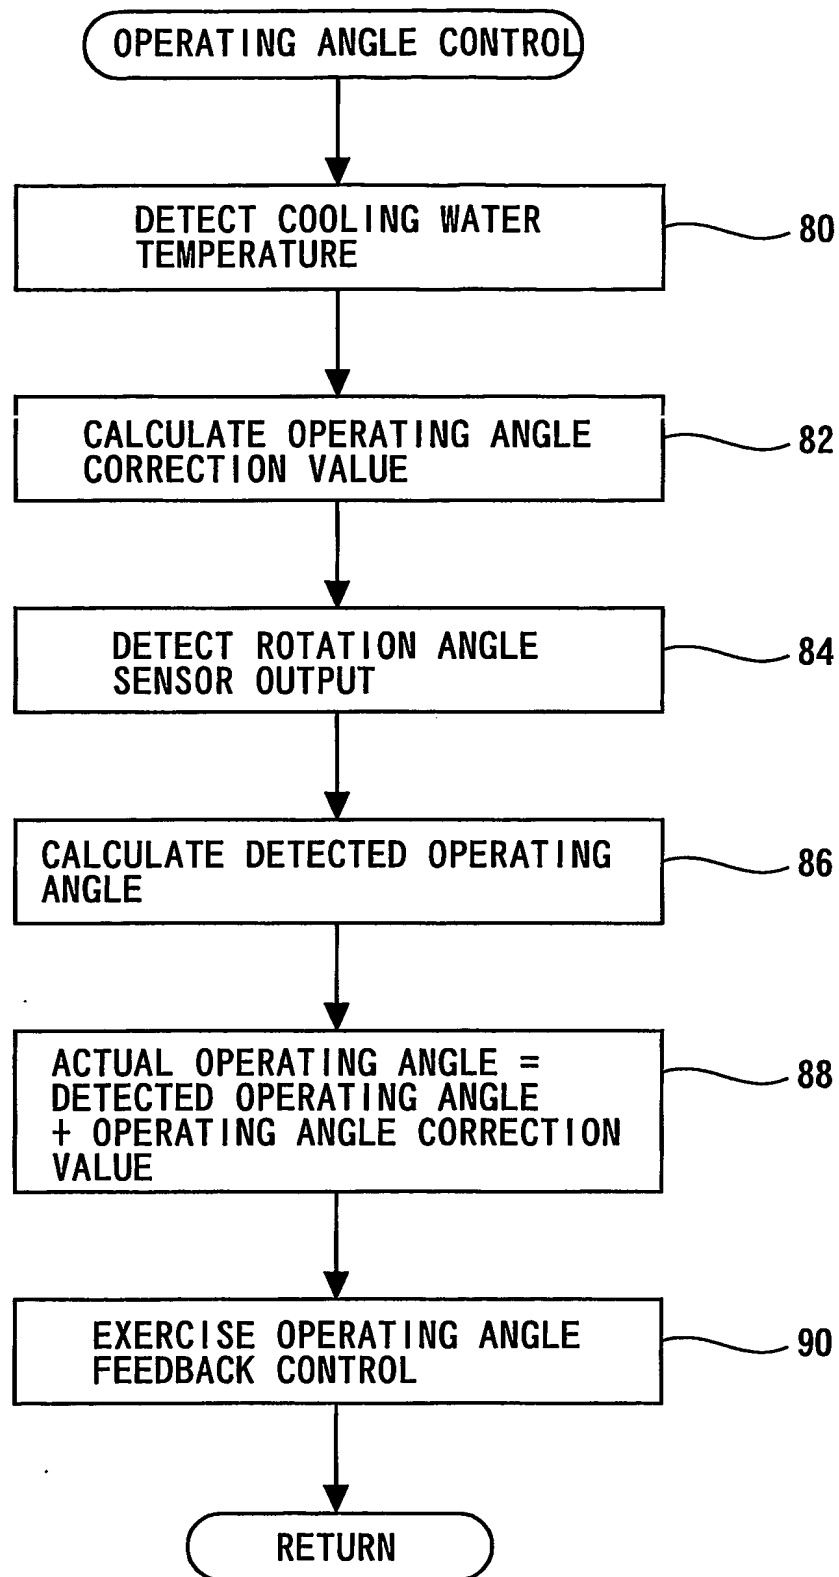 OPERATING ANGLE CONTROL
DETECT COOLING WATER
TEMPERATURE
80
CALCULATE OPERATING ANGLE
CORRECTION VALUE
82
DETECT ROTATION ANGLE
SENSOR OUTPUT
84
CALCULATE DETECTED OPERATING
ANGLE
86
ACTUAL OPERATING ANGLE =
DETECTED OPERATING ANGLE
+ OPERATING ANGLE CORRECTION
VALUE
88
EXERCISE OPERATING ANGLE
FEEDBACK CONTROL
90
RETURN